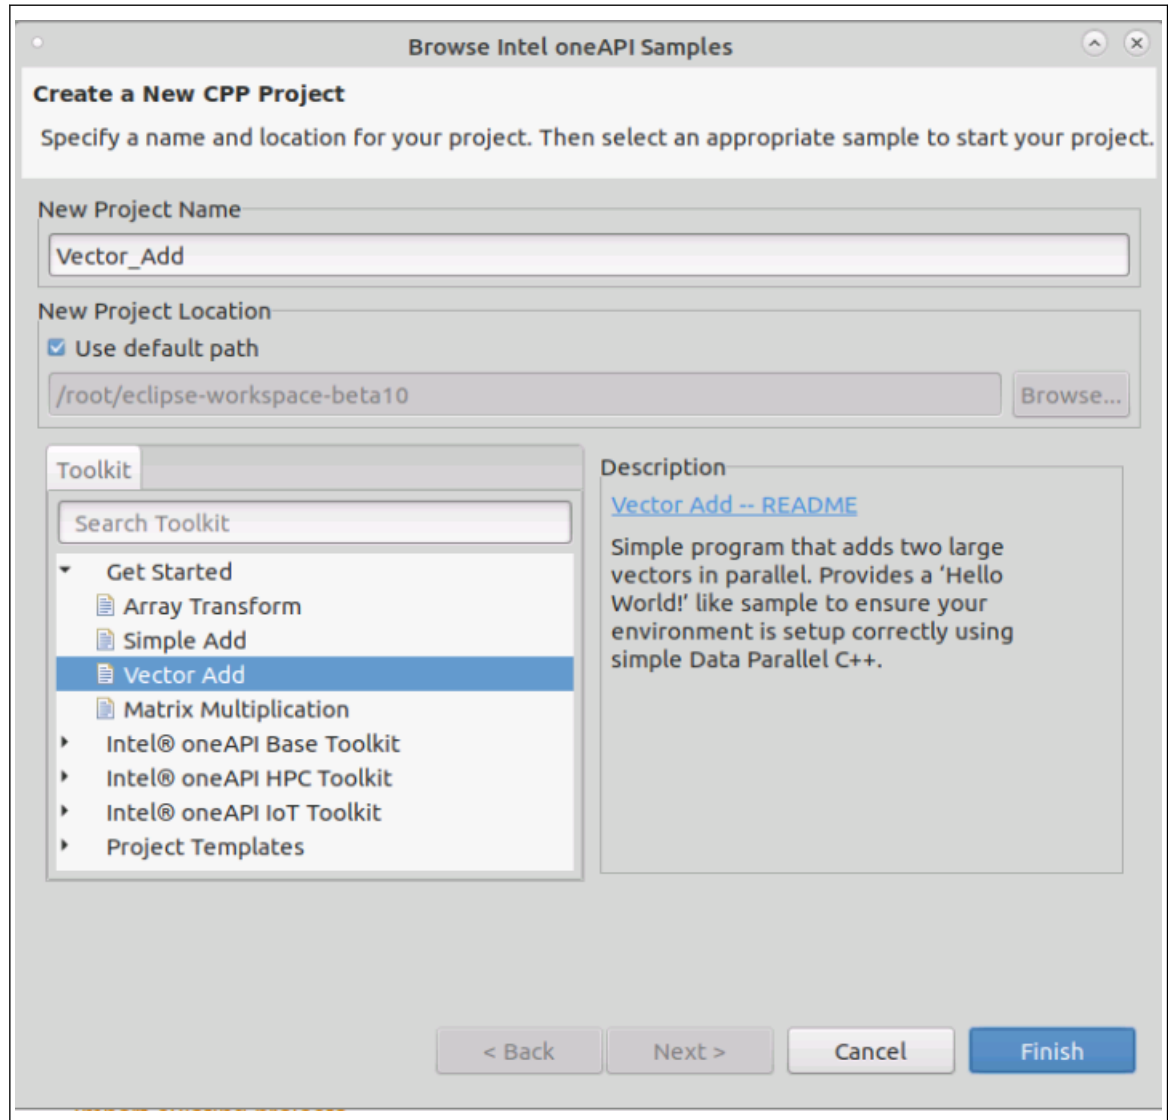 Browse Intel oneAPI Samples
Create a New CPP Project
Specify a name and location for your project. Then select an appropriate sample to start your project.
New Project Name
Vector_Add
New Project Location
Use default path
/root/eclipse-workspace-beta10
Browse...
Toolkit
Search Toolkit
Get Started
Array Transform
Simple Add
Vector Add
Matrix Multiplication
Intel® oneAPI Base Toolkit
Intel® oneAPI HPC Toolkit
Intel® oneAPI IoT Toolkit
Project Templates
Description
Vector Add -- README
Simple program that adds two large
vectors in parallel. Provides a ‘Hello
World!’ like sample to ensure your
environment is setup correctly using
simple Data Parallel C++.
< Back
Next >
Cancel
Finish